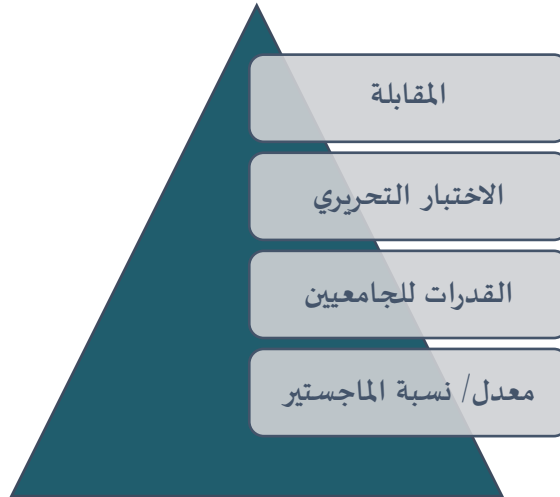 المقابلة
الاختبار التحريري
القدرات للجامعيين
معدل/ نسبة الماجستير